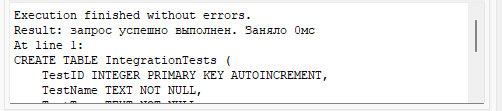 Execution finished without errors.
Result: запрос успешно выполнен. Заняло 0мс
At line 1:
CREATE TABLE IntegrationTests (
    TestID INTEGER PRIMARY KEY AUTOINCREMENT,
    TestName TEXT NOT NULL,